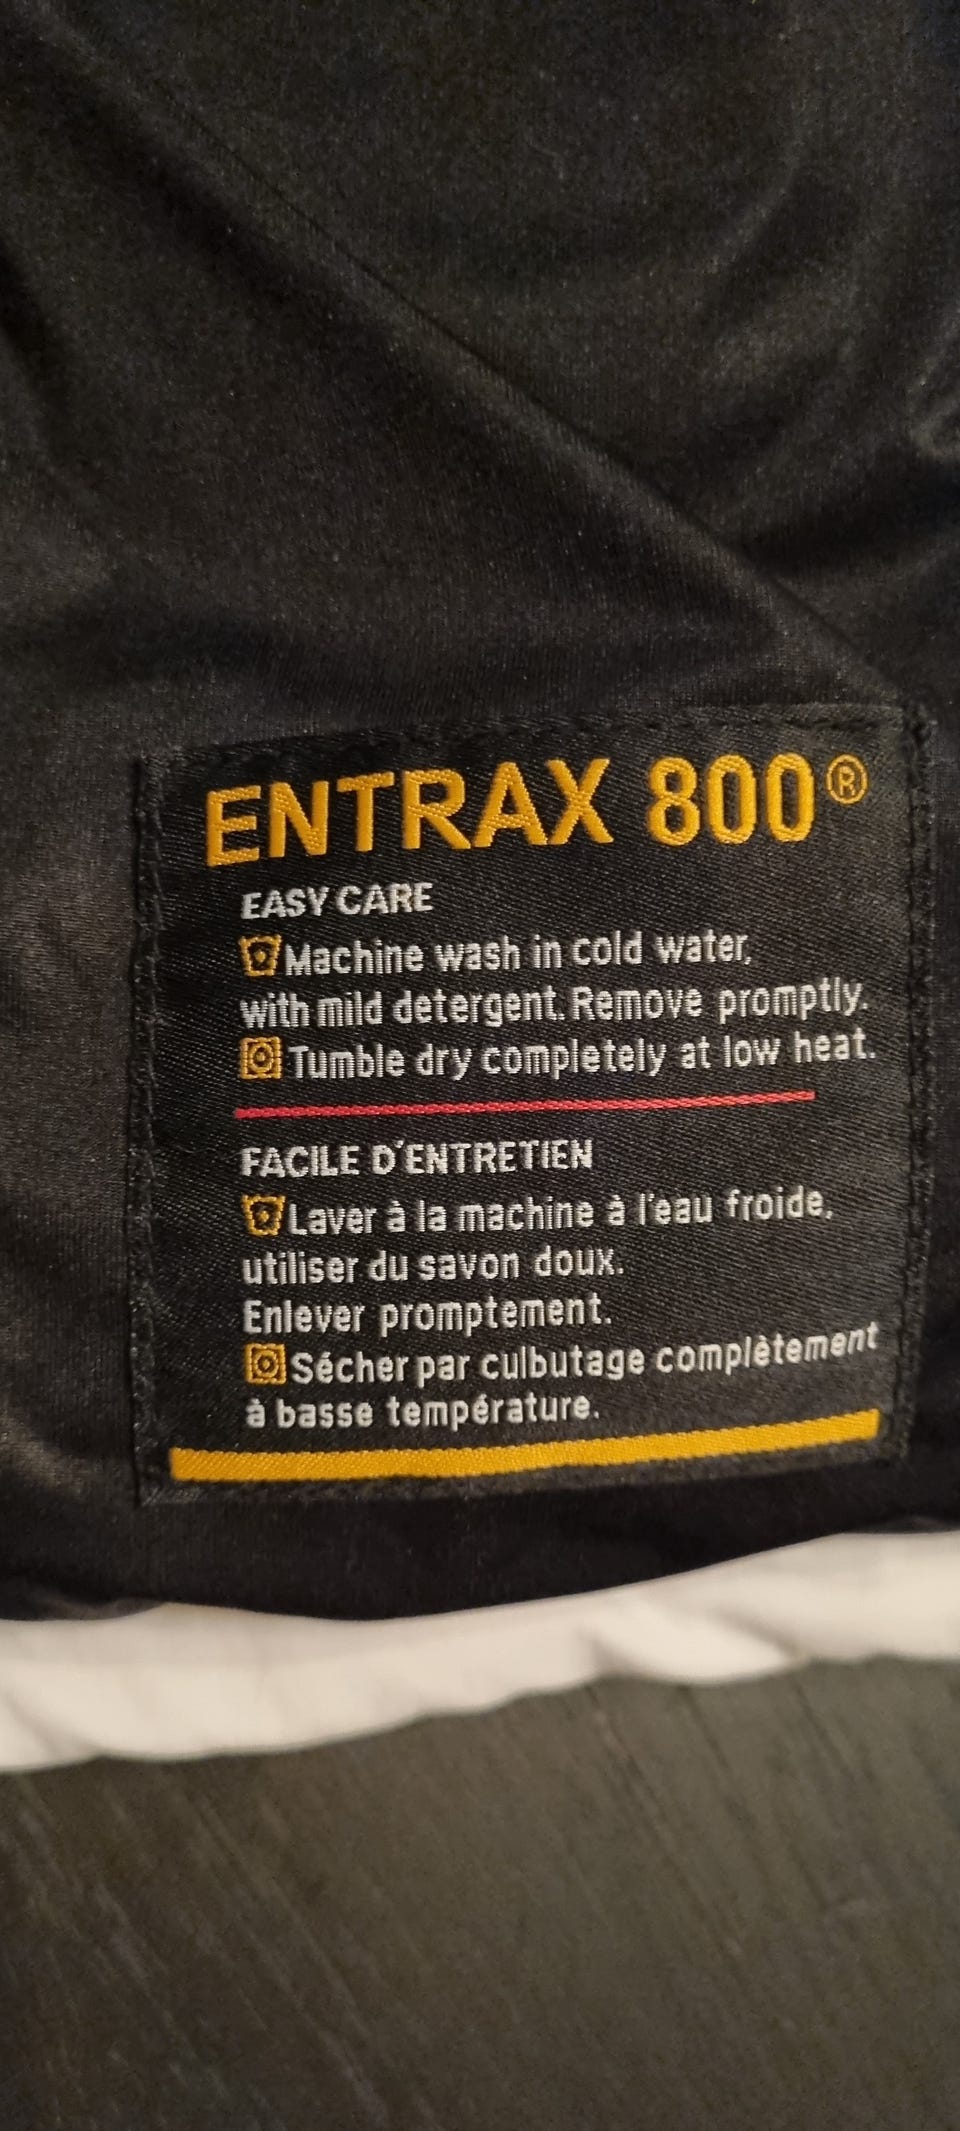 ENTRAX 800®
EASY CARE
Machine wash in cold water,
with mild detergent. Remove promptly.
Tumble dry completely at low heat.
FACILE D'ENTRETIEN
Laver à la machine à l'eau froide,
utiliser du savon doux.
Enlever promptement.
Sécher par culbutage complètement
à basse température.